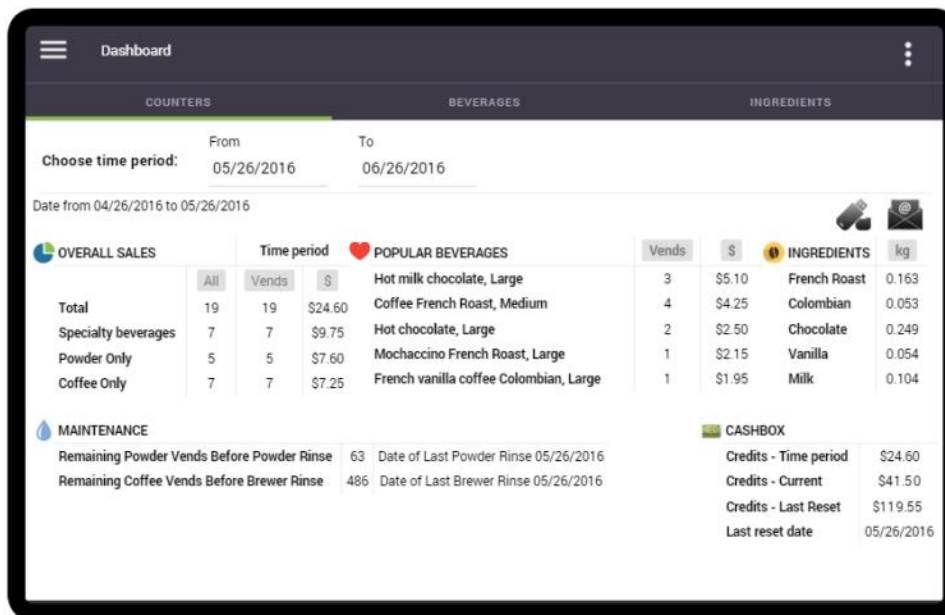 Dashboard
COUNTERS BEVERAGES INGREDIENTS
From To
Choose time period: 05/26/2016 06/26/2016
Date from 04/26/2016 to 05/26/2016
@
OVERALL SALES Time period POPULAR BEVERAGES Vends $ INGREDIENTS kg
All Vends $ Hot milk chocolate, Large 3 $5.10 French Roast 0.163
Total 19 19 $24.60 Coffee French Roast, Medium 4 $4.25 Colombian 0.053
Specialty beverages 7 7 $9.75 Hot chocolate, Large 2 $2.50 Chocolate 0.249
Powder Only 5 5 $7.60 Mochaccino French Roast, Large 1 $2.15 Vanilla 0.054
Coffee Only 7 7 $7.25 French vanilla coffee Colombian, Large 1 $1.95 Milk 0.104
MAINTENANCE CASHBOX
Remaining Powder Vends Before Powder Rinse 63 Date of Last Powder Rinse 05/26/2016 Credits - Time period $24.60
Remaining Coffee Vends Before Brewer Rinse 486 Date of Last Brewer Rinse 05/26/2016 Credits - Current $41.50
Credits - Last Reset $119.55
Last reset date 05/26/2016